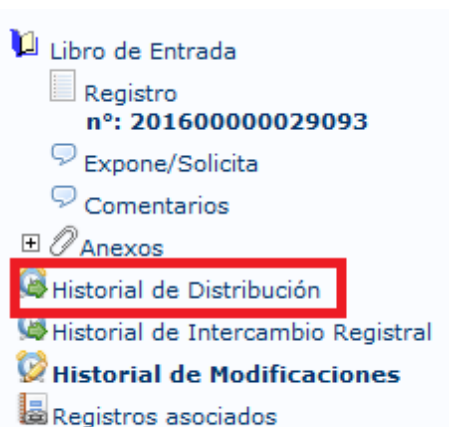 Libro de Entrada
Registro
nº: 201600000029093
Expone/Solicita
Comentarios
Anexos
Historial de Distribución
Historial de Intercambio Registral
Historial de Modificaciones
Registros asociados